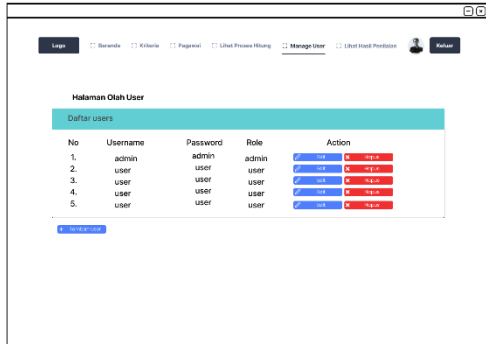 Logo Beranda Kriteria Pegawai Lihat Proses Hitung Manage User Lihat Hasil Penilaian Keluar
Halaman Olah User
Daftar users
No Username Password Role Action
1. admin admin admin Edit Hapus
2. user user user Edit Hapus
3. user user user Edit Hapus
4. user user user Edit Hapus
5. user user user Edit Hapus
+ Tambah User